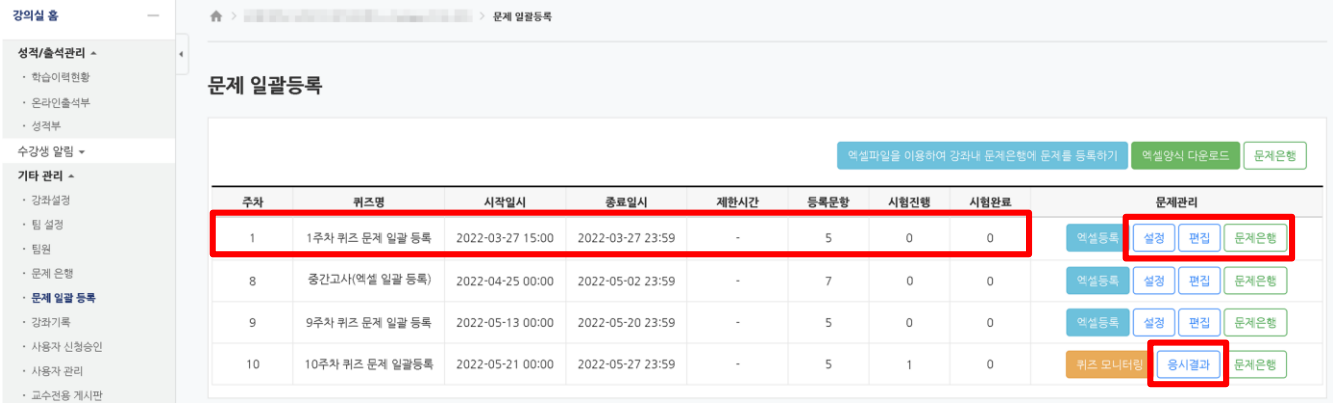 강의실 홈
> > 문제 일괄등록
성적/출석관리
· 학습이력현황
· 온라인출석부
· 성적부
수강생 알림
기타 관리
· 강좌설정
· 팀 설정
· 팀원
· 문제 은행
· 문제 일괄 등록
· 강좌기록
· 사용자 신청승인
· 사용자 관리
· 교수전용 게시판
문제 일괄등록
엑셀파일을 이용하여 강좌내 문제은행에 문제를 등록하기 엑셀양식 다운로드 문제은행
주차 퀴즈명 시작일시 종료일시 제한시간 등록문항 시험진행 시험완료 문제관리
1 1주차 퀴즈 문제 일괄 등록 2022-03-27 15:00 2022-03-27 23:59 - 5 0 0 엑셀등록 설정 편집 문제은행
8 중간고사(엑셀 일괄 등록) 2022-04-25 00:00 2022-05-02 23:59 - 7 0 0 엑셀등록 설정 편집 문제은행
9 9주차 퀴즈 문제 일괄 등록 2022-05-13 00:00 2022-05-20 23:59 - 5 0 0 엑셀등록 설정 편집 문제은행
10 10주차 퀴즈 문제 일괄등록 2022-05-21 00:00 2022-05-27 23:59 - 5 1 0 퀴즈 모니터링 응시결과 문제은행